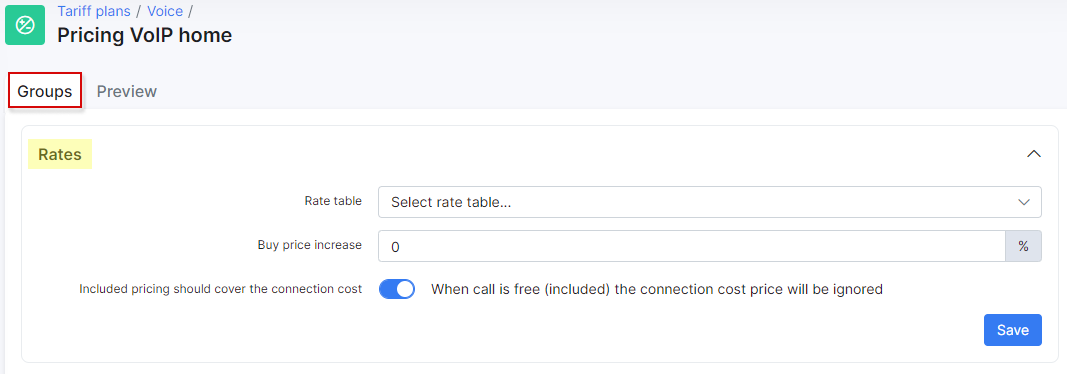 Tariff plans / Voice /
Pricing VoIP home
Groups Preview
Rates
Rate table Select rate table...
Buy price increase 0 %
Included pricing should cover the connection cost When call is free (included) the connection cost price will be ignored
Save